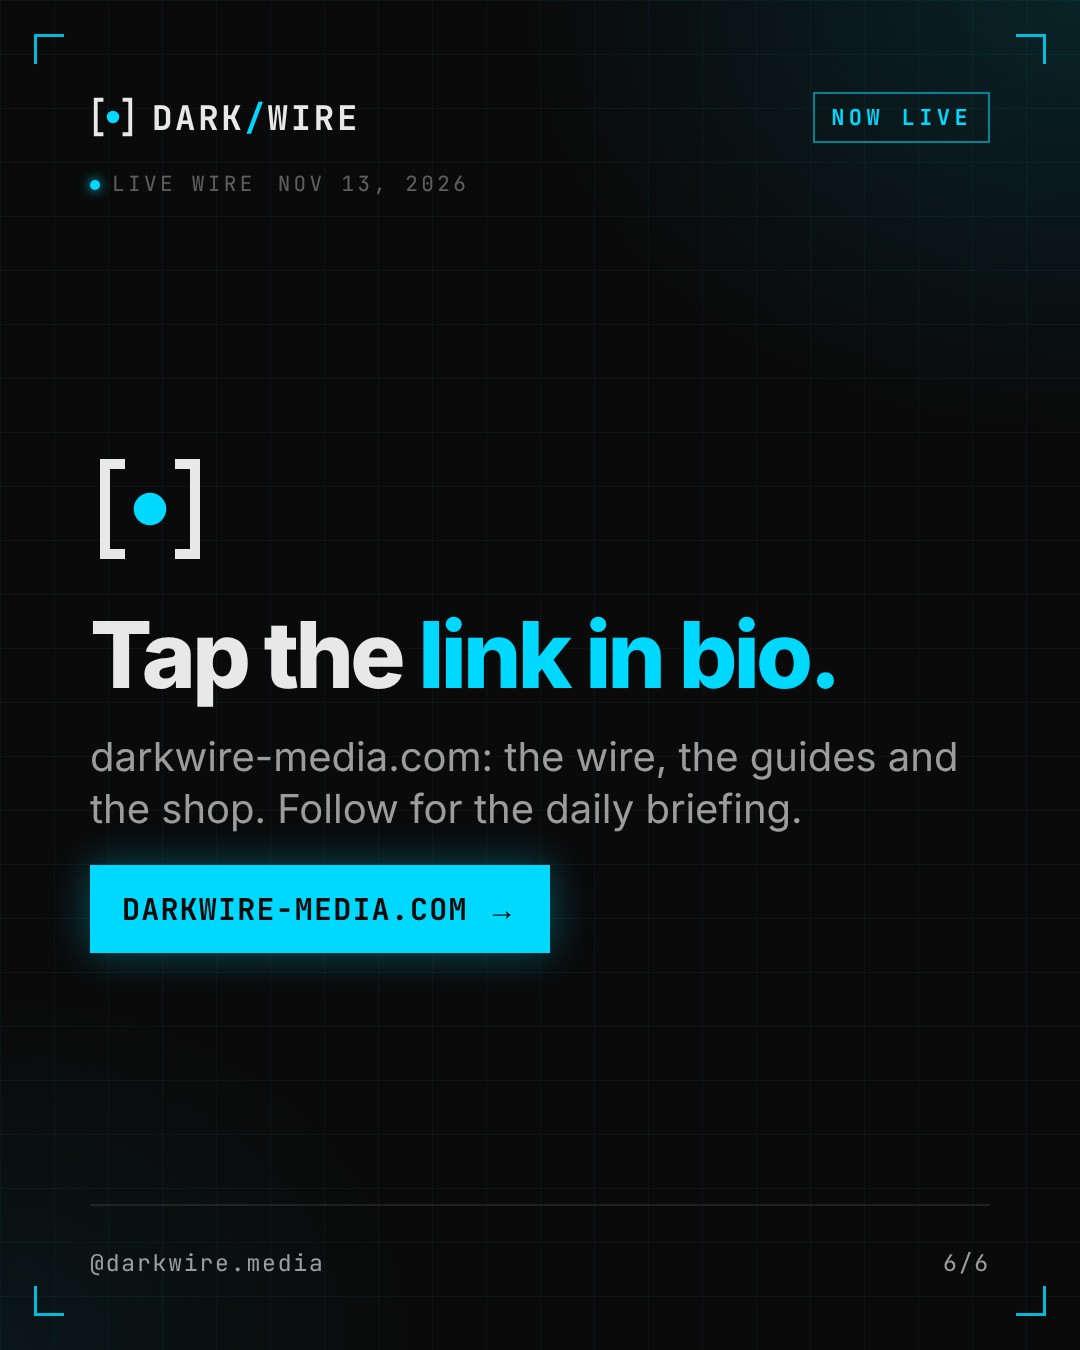 [•] DARK/WIRE
NOW LIVE
LIVE WIRE NOV 13, 2026
[•]
Tap the link in bio.
darkwire-media.com: the wire, the guides and
the shop. Follow for the daily briefing.
DARKWIRE-MEDIA.COM →
@darkwire.media
6/6